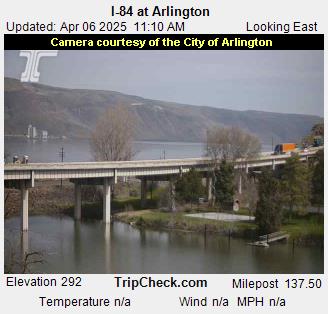 I-84 at Arlington
Updated: Apr 06 2025 11:10 AM Looking East
Camera courtesy of the City of Arlington
Elevation 292 TripCheck.com Milepost 137.50
Temperature n/a Wind n/a MPH n/a